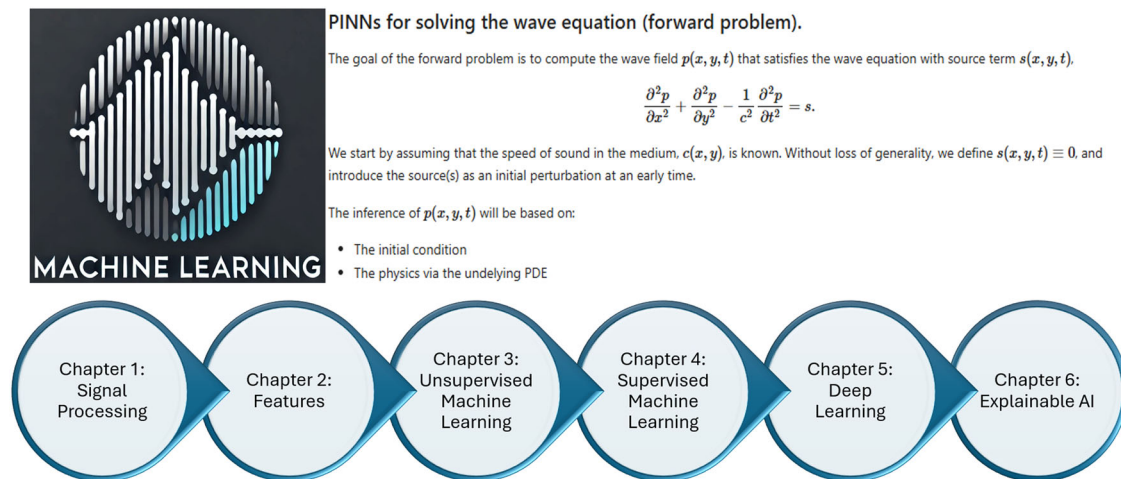 MACHINE LEARNING
PINNs for solving the wave equation (forward problem).
The goal of the forward problem is to compute the wave field p(x, y, t) that satisfies the wave equation with source term s(x, y, t),
∂²p/∂x² + ∂²p/∂y² − 1/c² ∂²p/∂t² = s.
We start by assuming that the speed of sound in the medium, c(x, y), is known. Without loss of generality, we define s(x, y, t) ≡ 0, and
introduce the source(s) as an initial perturbation at an early time.
The inference of p(x, y, t) will be based on:
• The initial condition
• The physics via the undelying PDE
Chapter 1:
Signal
Processing
Chapter 2:
Features
Chapter 3:
Unsupervised
Machine
Learning
Chapter 4:
Supervised
Machine
Learning
Chapter 5:
Deep
Learning
Chapter 6:
Explainable AI